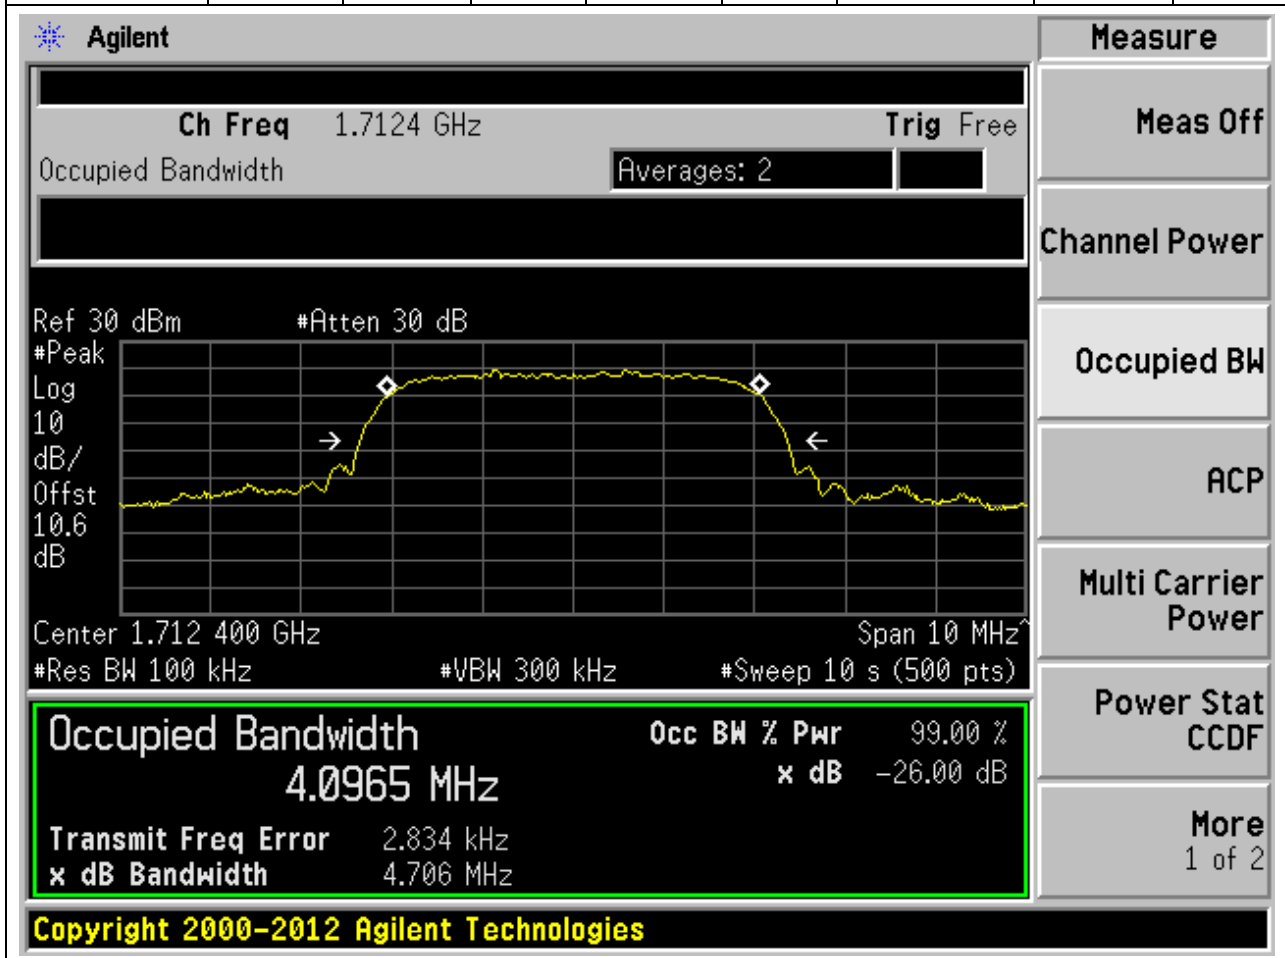 Agilent
Measure
Ch Freq 1.7124 GHz Trig Free
Occupied Bandwidth Averages: 2
Ref 30 dBm #Atten 30 dB
#Peak
Log
10
dB/
Offst
10.6
dB
Center 1.712 400 GHz Span 10 MHz^
#Res BW 100 kHz #VBW 300 kHz #Sweep 10 s (500 pts)
Occupied Bandwidth Occ BW % Pwr 99.00 %
4.0965 MHz x dB -26.00 dB
Transmit Freq Error 2.834 kHz
x dB Bandwidth 4.706 MHz
Copyright 2000-2012 Agilent Technologies
Meas Off
Channel Power
Occupied BW
ACP
Multi Carrier
Power
Power Stat
CCDF
More
1 of 2